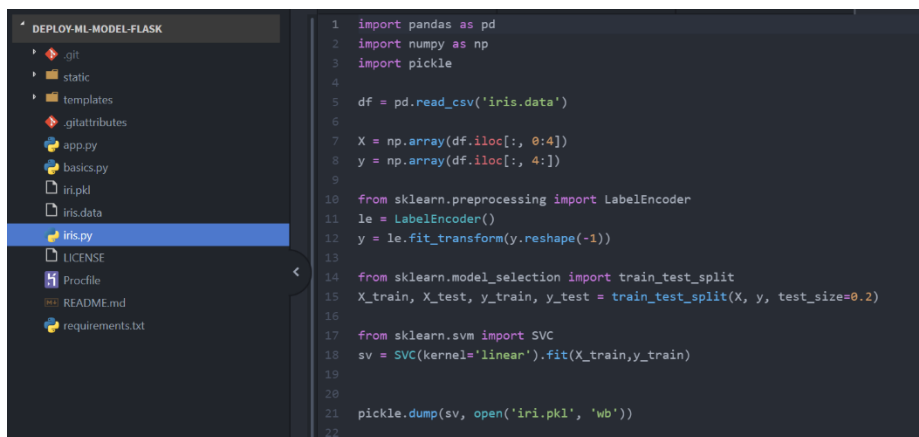 DEPLOY-ML-MODEL-FLASK
.git
static
templates
.gitattributes
app.py
basics.py
iri.pkl
iris.data
iris.py
LICENSE
Procfile
README.md
requirements.txt
1 import pandas as pd
2 import numpy as np
3 import pickle
4
5 df = pd.read_csv('iris.data')
6
7 X = np.array(df.iloc[:, 0:4])
8 y = np.array(df.iloc[:, 4:])
9
10 from sklearn.preprocessing import LabelEncoder
11 le = LabelEncoder()
12 y = le.fit_transform(y.reshape(-1))
13
14 from sklearn.model_selection import train_test_split
15 X_train, X_test, y_train, y_test = train_test_split(X, y, test_size=0.2)
16
17 from sklearn.svm import SVC
18 sv = SVC(kernel='linear').fit(X_train,y_train)
19
20
21 pickle.dump(sv, open('iri.pkl', 'wb'))
22